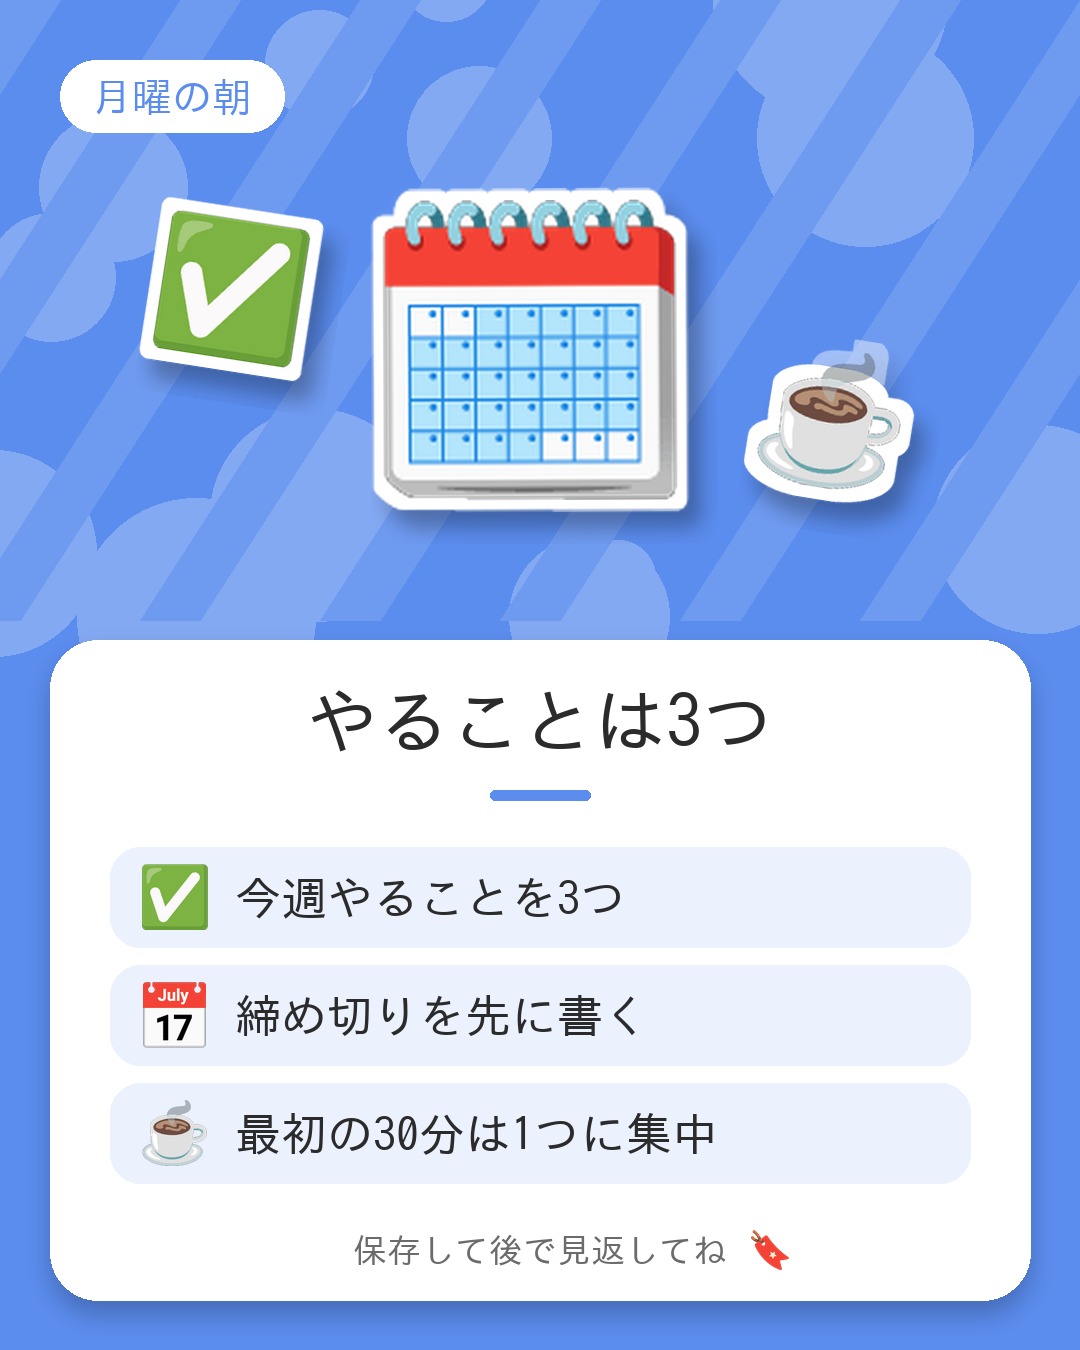 月曜の朝
やることは3つ
今週やることを3つ
July
17
締め切りを先に書く
最初の30分は1つに集中
保存して後で見返してね